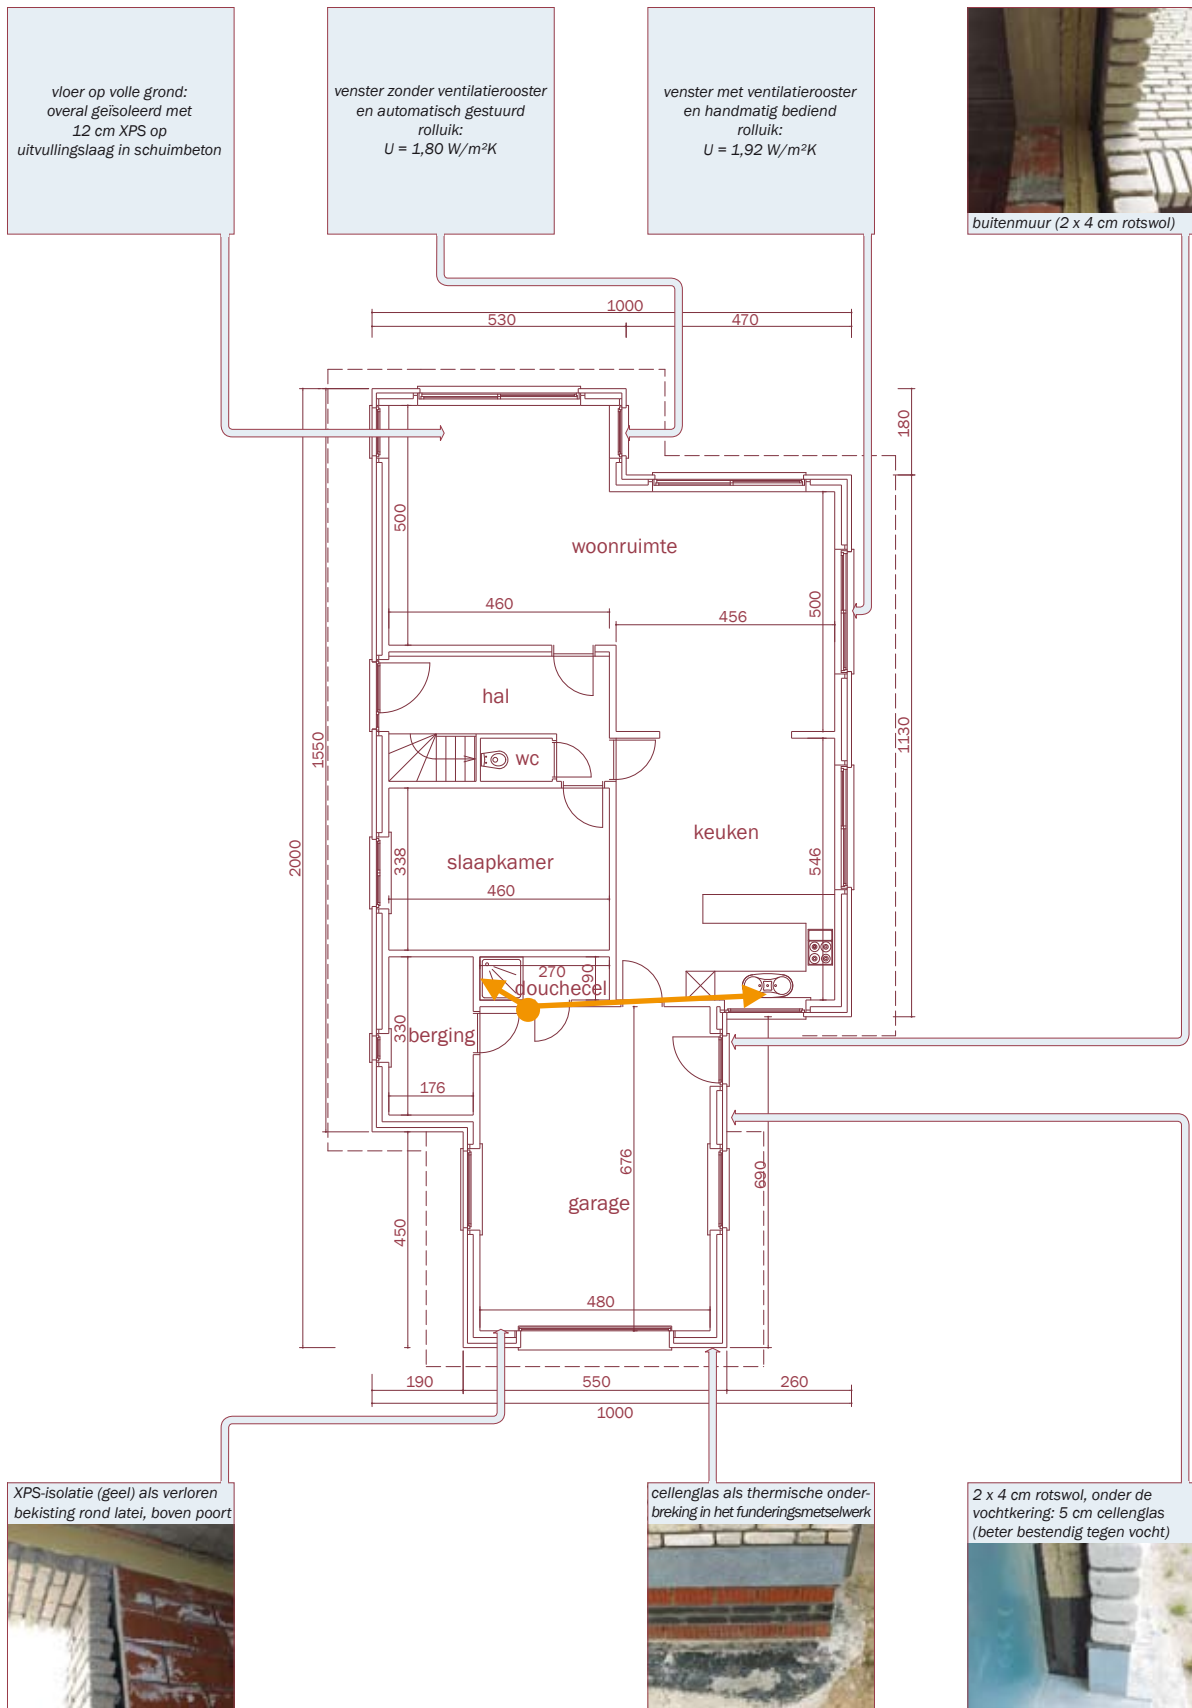 vloer op volle grond:
overal geïsoleerd met
12 cm XPS op
uitvullingslaag in schuimbeton
venster zonder ventilatierooster
en automatisch gestuurd
rolluik:
U = 1,80 W/m²K
venster met ventilatierooster
en handmatig bediend
rolluik:
U = 1,92 W/m²K
buitenmuur (2 x 4 cm rotswol)
1000
530
470
180
500
woonruimte
460
456
500
hal
wc
1550
1130
2000
keuken
338
slaapkamer
546
460
270
90
douchecel
330
berging
176
676
690
garage
450
480
190
550
260
1000
XPS-isolatie (geel) als verloren
bekisting rond latei, boven poort
cellenglas als thermische onder-
breking in het funderingsmetselwerk
2 x 4 cm rotswol, onder de
vochtkering: 5 cm cellenglas
(beter bestendig tegen vocht)